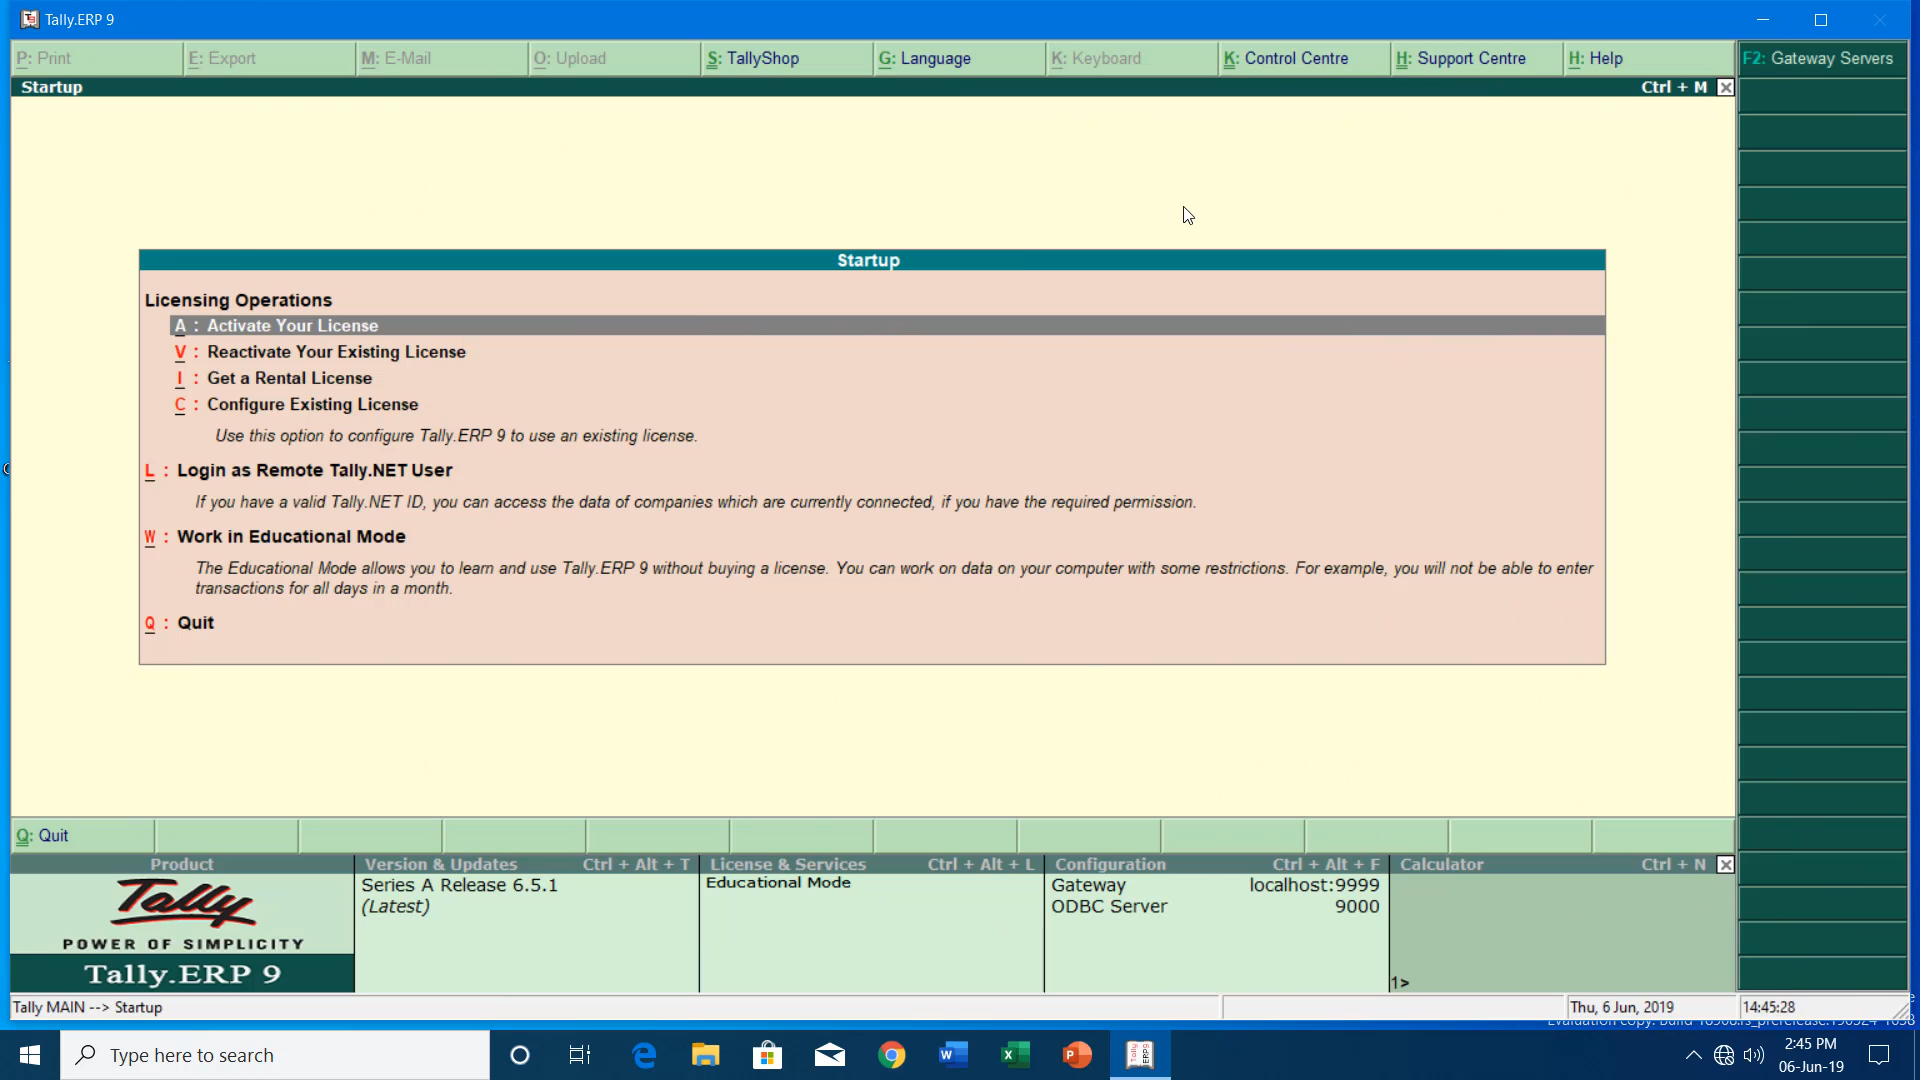 Tally.ERP 9
P: Print E: Export M: E-Mail O: Upload S: TallyShop G: Language K: Keyboard K: Control Centre H: Support Centre H: Help F2: Gateway Servers
Startup Ctrl + M
Startup
Licensing Operations
A : Activate Your License
V : Reactivate Your Existing License
I : Get a Rental License
C : Configure Existing License
Use this option to configure Tally.ERP 9 to use an existing license.
L : Login as Remote Tally.NET User
If you have a valid Tally.NET ID, you can access the data of companies which are currently connected, if you have the required permission.
W : Work in Educational Mode
The Educational Mode allows you to learn and use Tally.ERP 9 without buying a license. You can work on data on your computer with some restrictions. For example, you will not be able to enter
transactions for all days in a month.
Q : Quit
Q: Quit
Product Version & Updates Ctrl + Alt + T License & Services Ctrl + Alt + L Configuration Ctrl + Alt + F Calculator Ctrl + N
Tally
POWER OF SIMPLICITY
Tally.ERP 9
Series A Release 6.5.1
(Latest)
Educational Mode
Gateway localhost:9999
ODBC Server 9000
1>
Tally MAIN --> Startup Thu, 6 Jun, 2019 14:45:28
Type here to search
2:45 PM
06-Jun-19